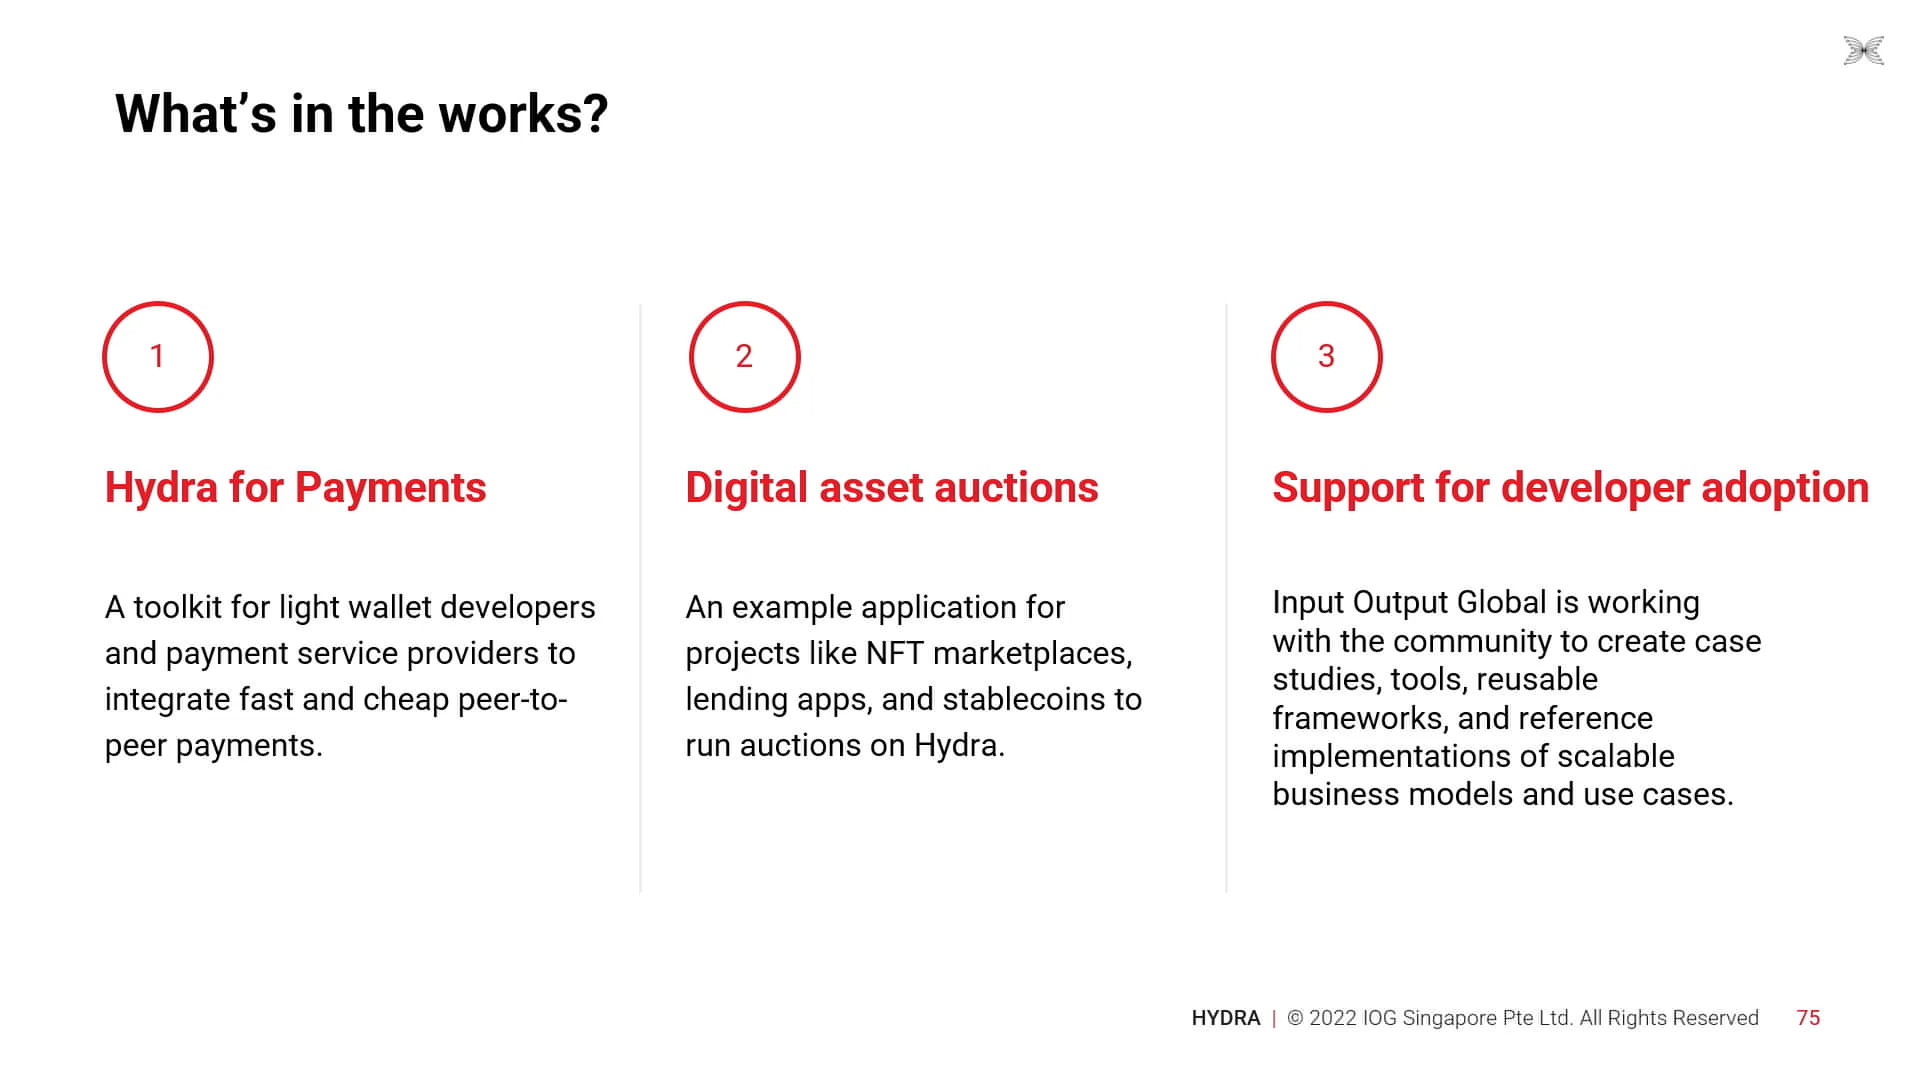 What’s in the works?
1
Hydra for Payments
A toolkit for light wallet developers
and payment service providers to
integrate fast and cheap peer-to-
peer payments.
2
Digital asset auctions
An example application for
projects like NFT marketplaces,
lending apps, and stablecoins to
run auctions on Hydra.
3
Support for developer adoption
Input Output Global is working
with the community to create case
studies, tools, reusable
frameworks, and reference
implementations of scalable
business models and use cases.
HYDRA | © 2022 IOG Singapore Pte Ltd. All Rights Reserved 75